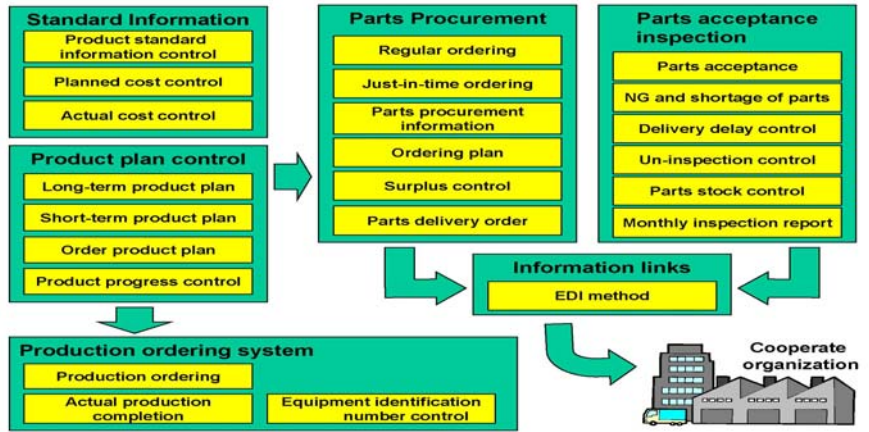 Standard Information
Product standard
information control
Planned cost control
Actual cost control
Product plan control
Long-term product plan
Short-term product plan
Order product plan
Product progress control
Parts Procurement
Regular ordering
Just-in-time ordering
Parts procurement
information
Ordering plan
Surplus control
Parts delivery order
Parts acceptance
inspection
Parts acceptance
NG and shortage of parts
Delivery delay control
Un-inspection control
Parts stock control
Monthly inspection report
Information links
EDI method
Production ordering system
Production ordering
Actual production
completion
Equipment identification
number control
Cooperate
organization